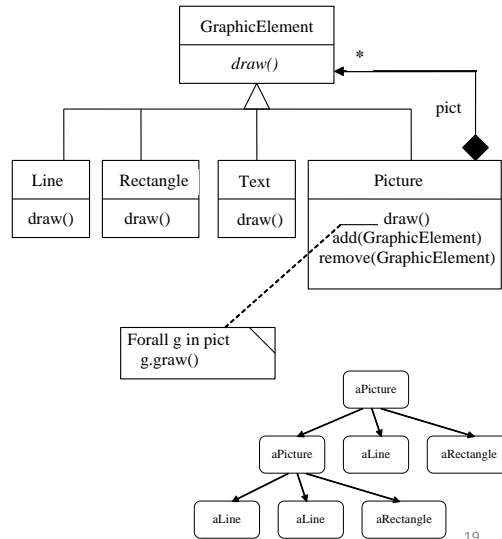 GraphicElement
draw()
*
pict
Line
draw()
Rectangle
draw()
Text
draw()
Picture
draw()
add(GraphicElement)
remove(GraphicElement)
Forall g in pict
g.graw()
aPicture
aPicture
aLine
aRectangle
aLine
aLine
aRectangle
19